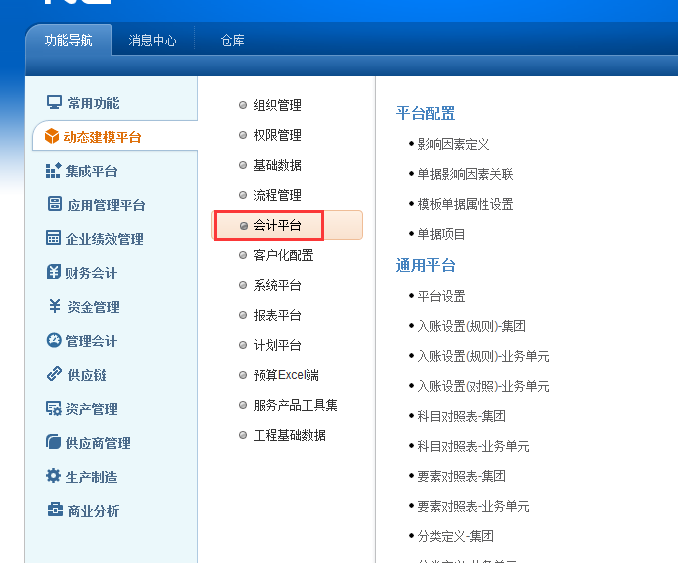 功能导航
消息中心
仓库
常用功能
动态建模平台
集成平台
应用管理平台
企业绩效管理
财务会计
资金管理
管理会计
供应链
资产管理
供应商管理
生产制造
商业分析
组织管理
权限管理
基础数据
流程管理
会计平台
客户化配置
系统平台
报表平台
计划平台
预算Excel端
服务产品工具集
工程基础数据
平台配置
影响因素定义
单据影响因素关联
模板单据属性设置
单据项目
通用平台
平台设置
入账设置(规则)-集团
入账设置(规则)-业务单元
入账设置(对照)-业务单元
科目对照表-集团
科目对照表-业务单元
要素对照表-集团
要素对照表-业务单元
分类定义-集团